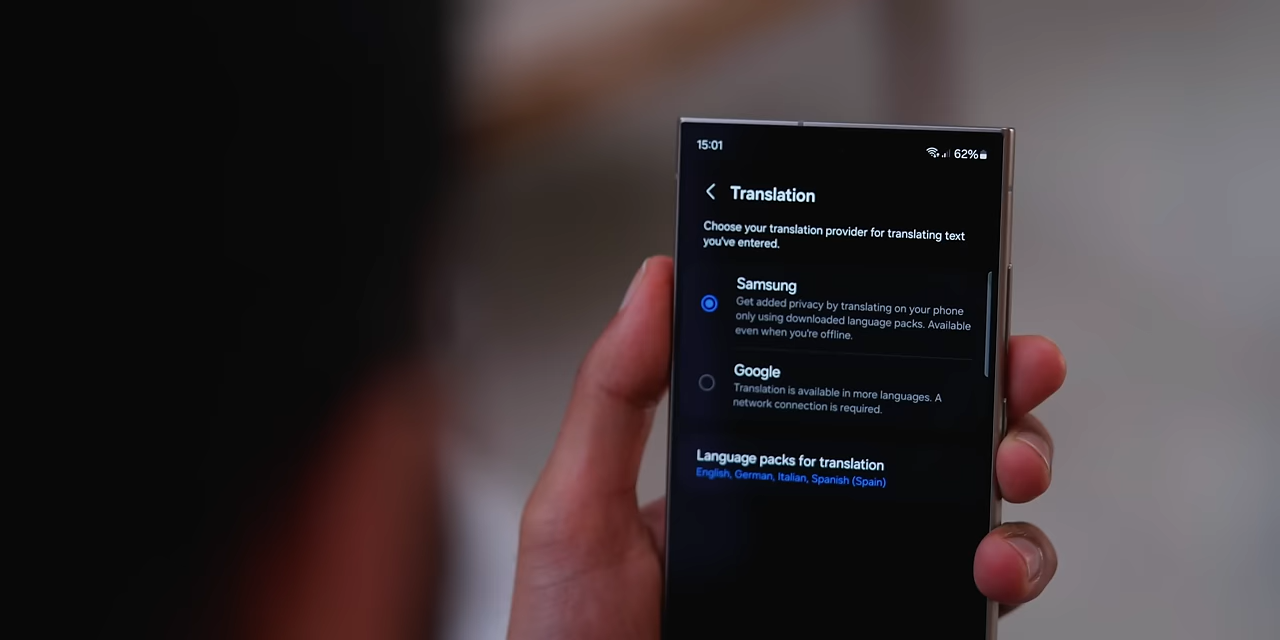 15:01
62%
Translation
Choose your translation provider for translating text
you've entered.
Samsung
Get added privacy by translating on your phone
only using downloaded language packs. Available
even when you're offline.
Google
Translation is available in more languages. A
network connection is required.
Language packs for translation
English, German, Italian, Spanish (Spain)